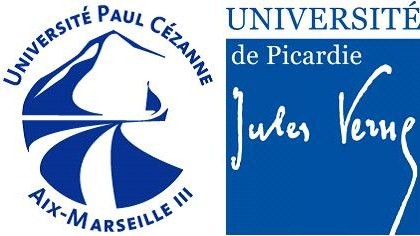 UNIVERSITÉ PAUL CÉZANNE
AIX-MARSEILLE III
UNIVERSITÉ
de Picardie
Jules Verne